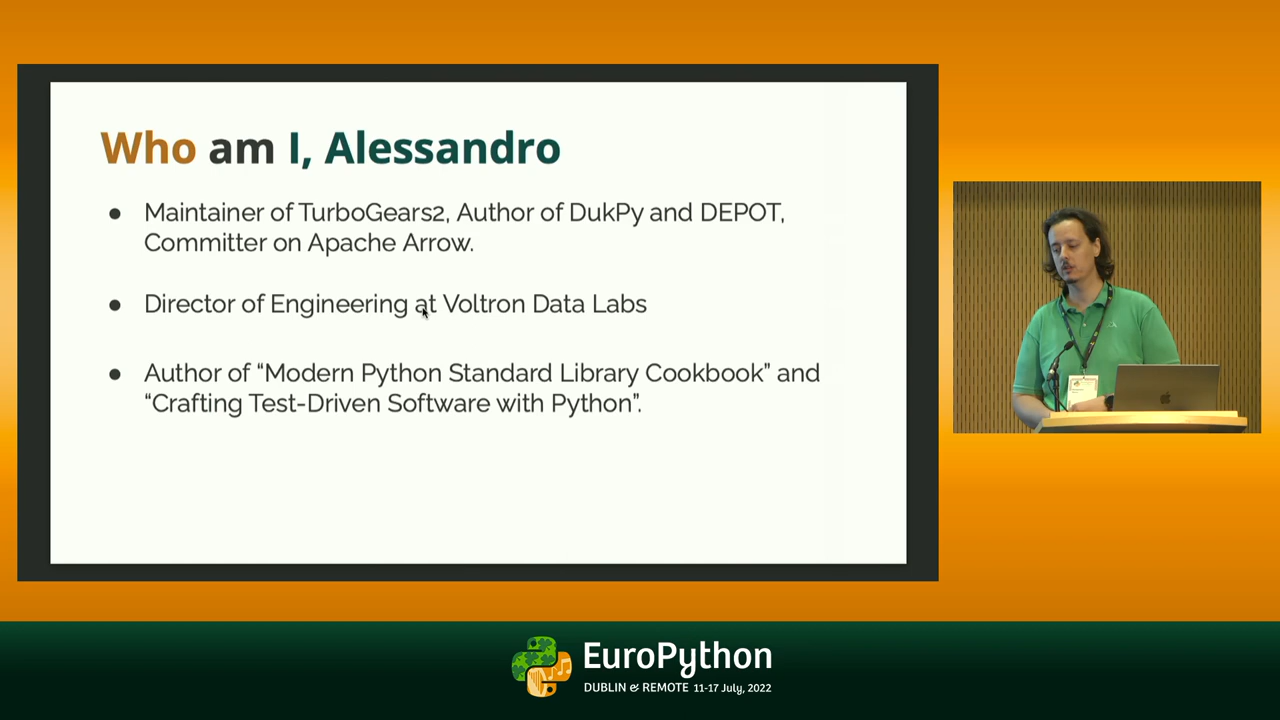 Who am I, Alessandro
● Maintainer of TurboGears2, Author of DukPy and DEPOT,
Committer on Apache Arrow.
● Director of Engineering at Voltron Data Labs
● Author of “Modern Python Standard Library Cookbook” and
“Crafting Test-Driven Software with Python”.
EuroPython
DUBLIN & REMOTE 11-17 July, 2022